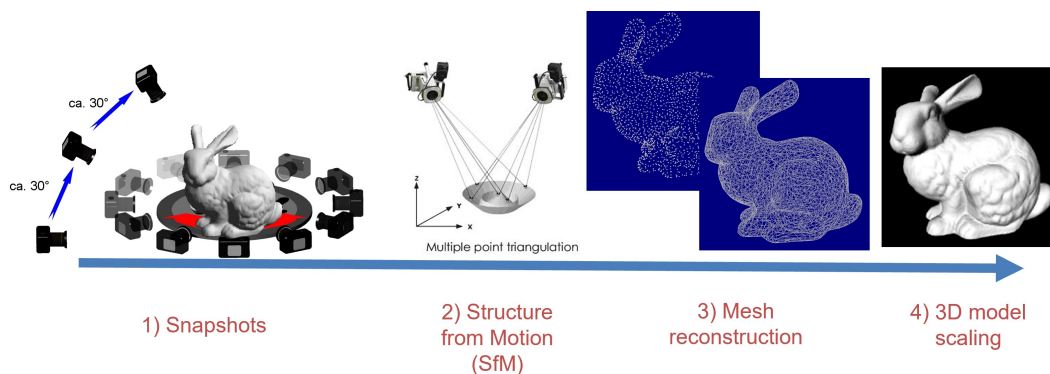 ca. 30°
ca. 30°
Z
Y
X
Multiple point triangulation
1) Snapshots
2) Structure
from Motion
(SfM)
3) Mesh
reconstruction
4) 3D model
scaling